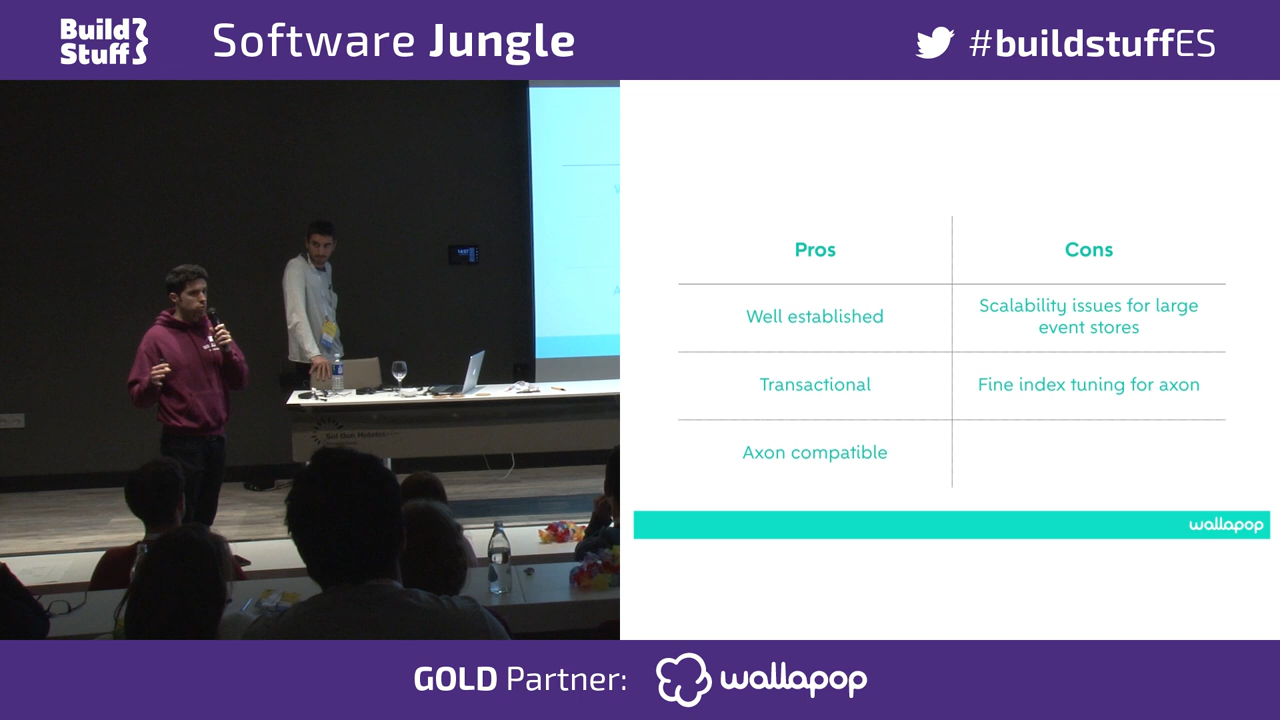 Build
Stuff
Software Jungle
#buildstuffES
Pros
Cons
Well established
Scalability issues for large
event stores
Transactional
Fine index tuning for axon
Axon compatible
wallapop
GOLD Partner:
wallapop